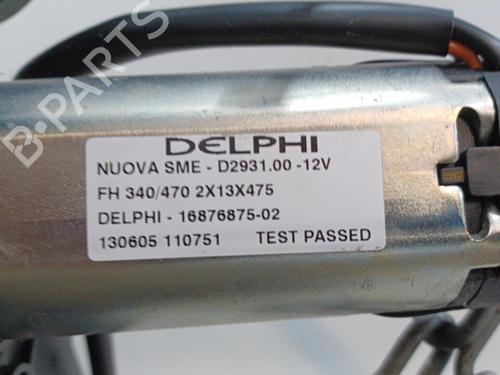 DELPHI
NUOVA SME - D2931.00 -12V
FH 340/470 2X13X475
DELPHI - 16876875-02
130605 110751 TEST PASSED
B-PARTS